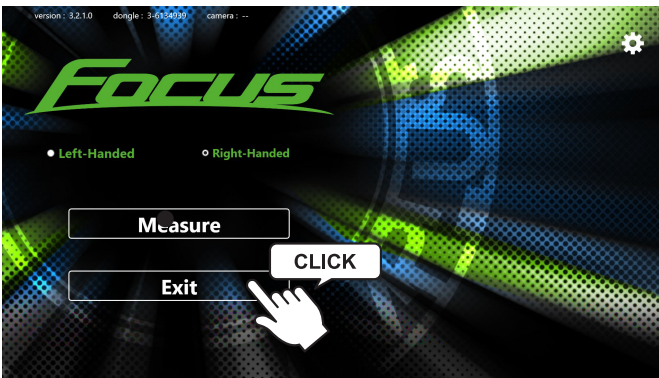 version : 3.2.1.0 dongle : 3-6134939 camera : --
Focus
Left-Handed Right-Handed
Measure
CLICK
Exit